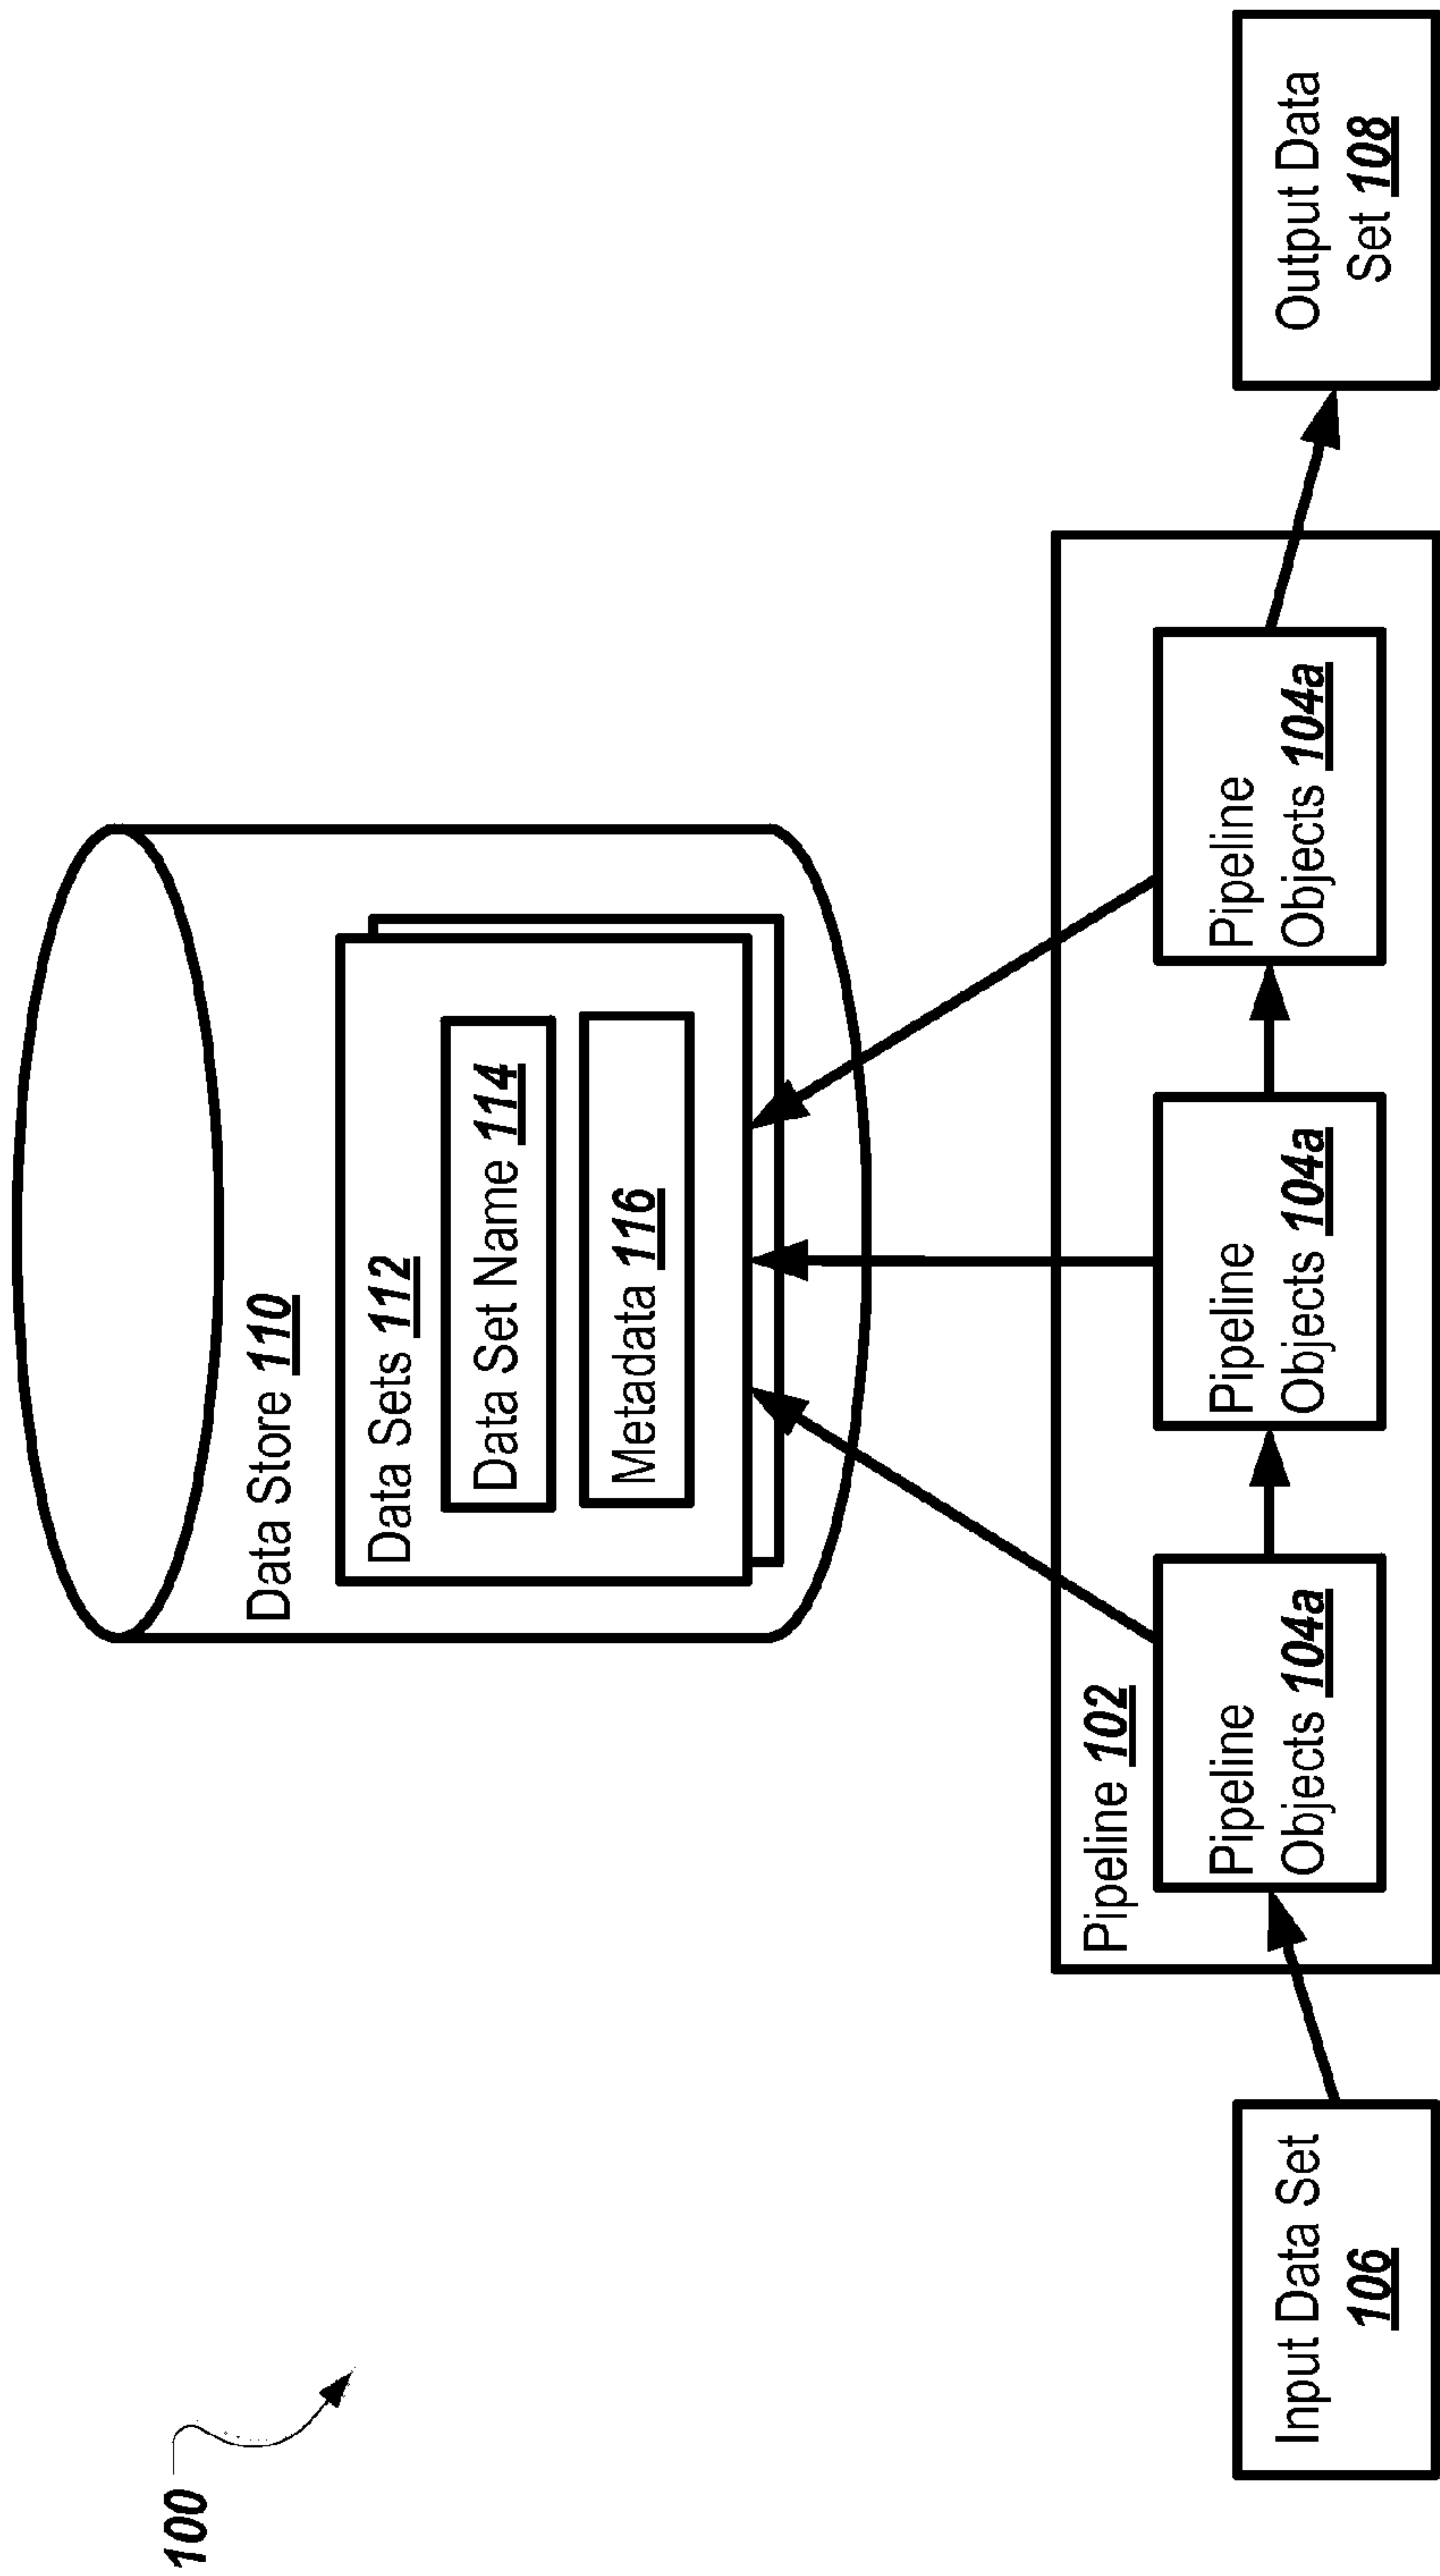 100
Data Store 110
Data Sets 112
Data Set Name 114
Metadata 116
Pipeline 102
Input Data Set
106
Pipeline
Objects 104a
Pipeline
Objects 104a
Pipeline
Objects 104a
Output Data
Set 108